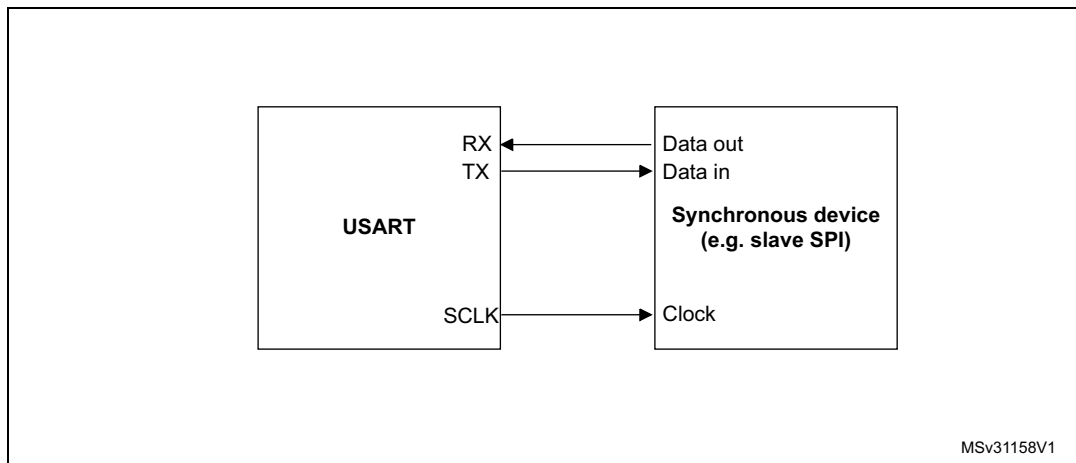 RX
TX
USART
SCLK
Data out
Data in
Synchronous device
(e.g. slave SPI)
Clock
MSv31158V1